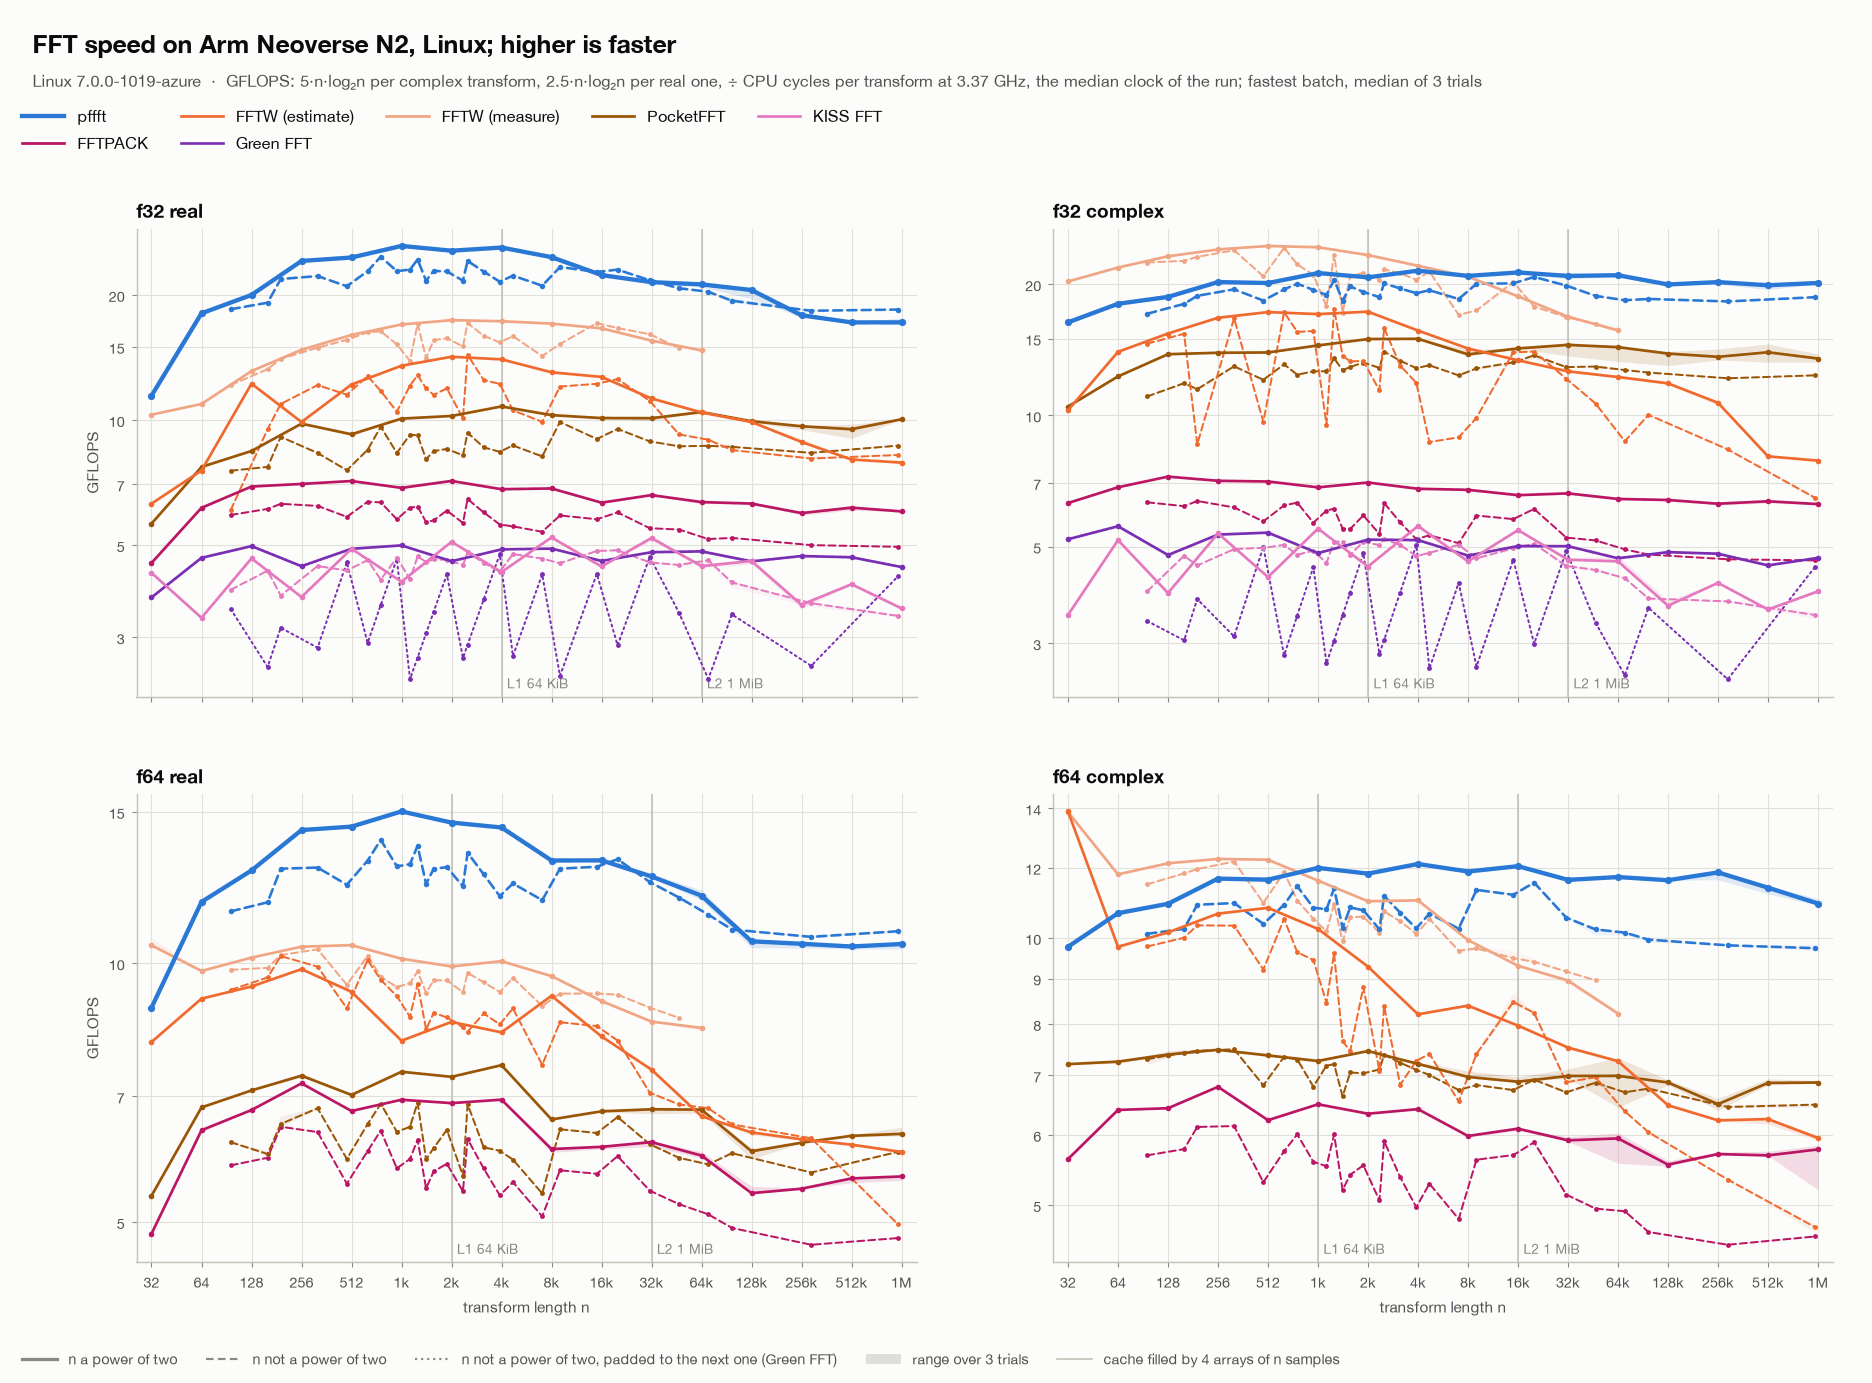 FFT speed on Arm Neoverse N2, Linux; higher is faster
Linux 7.0.0-1019-azure · GFLOPS: 5·n·log₂n per complex transform, 2.5·n·log₂n per real one, ÷ CPU cycles per transform at 3.37 GHz, the median clock of the run; fastest batch, median of 3 trials
pffft FFTW (estimate) FFTW (measure) PocketFFT KISS FFT
FFTPACK Green FFT
f32 real
20
15
10
7
5
3
GFLOPS
L1 64 KiB L2 1 MiB
f32 complex
20
15
10
7
5
3
L1 64 KiB L2 1 MiB
f64 real
15
10
7
5
GFLOPS
L1 64 KiB L2 1 MiB
32 64 128 256 512 1k 2k 4k 8k 16k 32k 64k 128k 256k 512k 1M
transform length n
f64 complex
14
12
10
9
8
7
6
5
L1 64 KiB L2 1 MiB
32 64 128 256 512 1k 2k 4k 8k 16k 32k 64k 128k 256k 512k 1M
transform length n
n a power of two n not a power of two n not a power of two, padded to the next one (Green FFT) range over 3 trials cache filled by 4 arrays of n samples